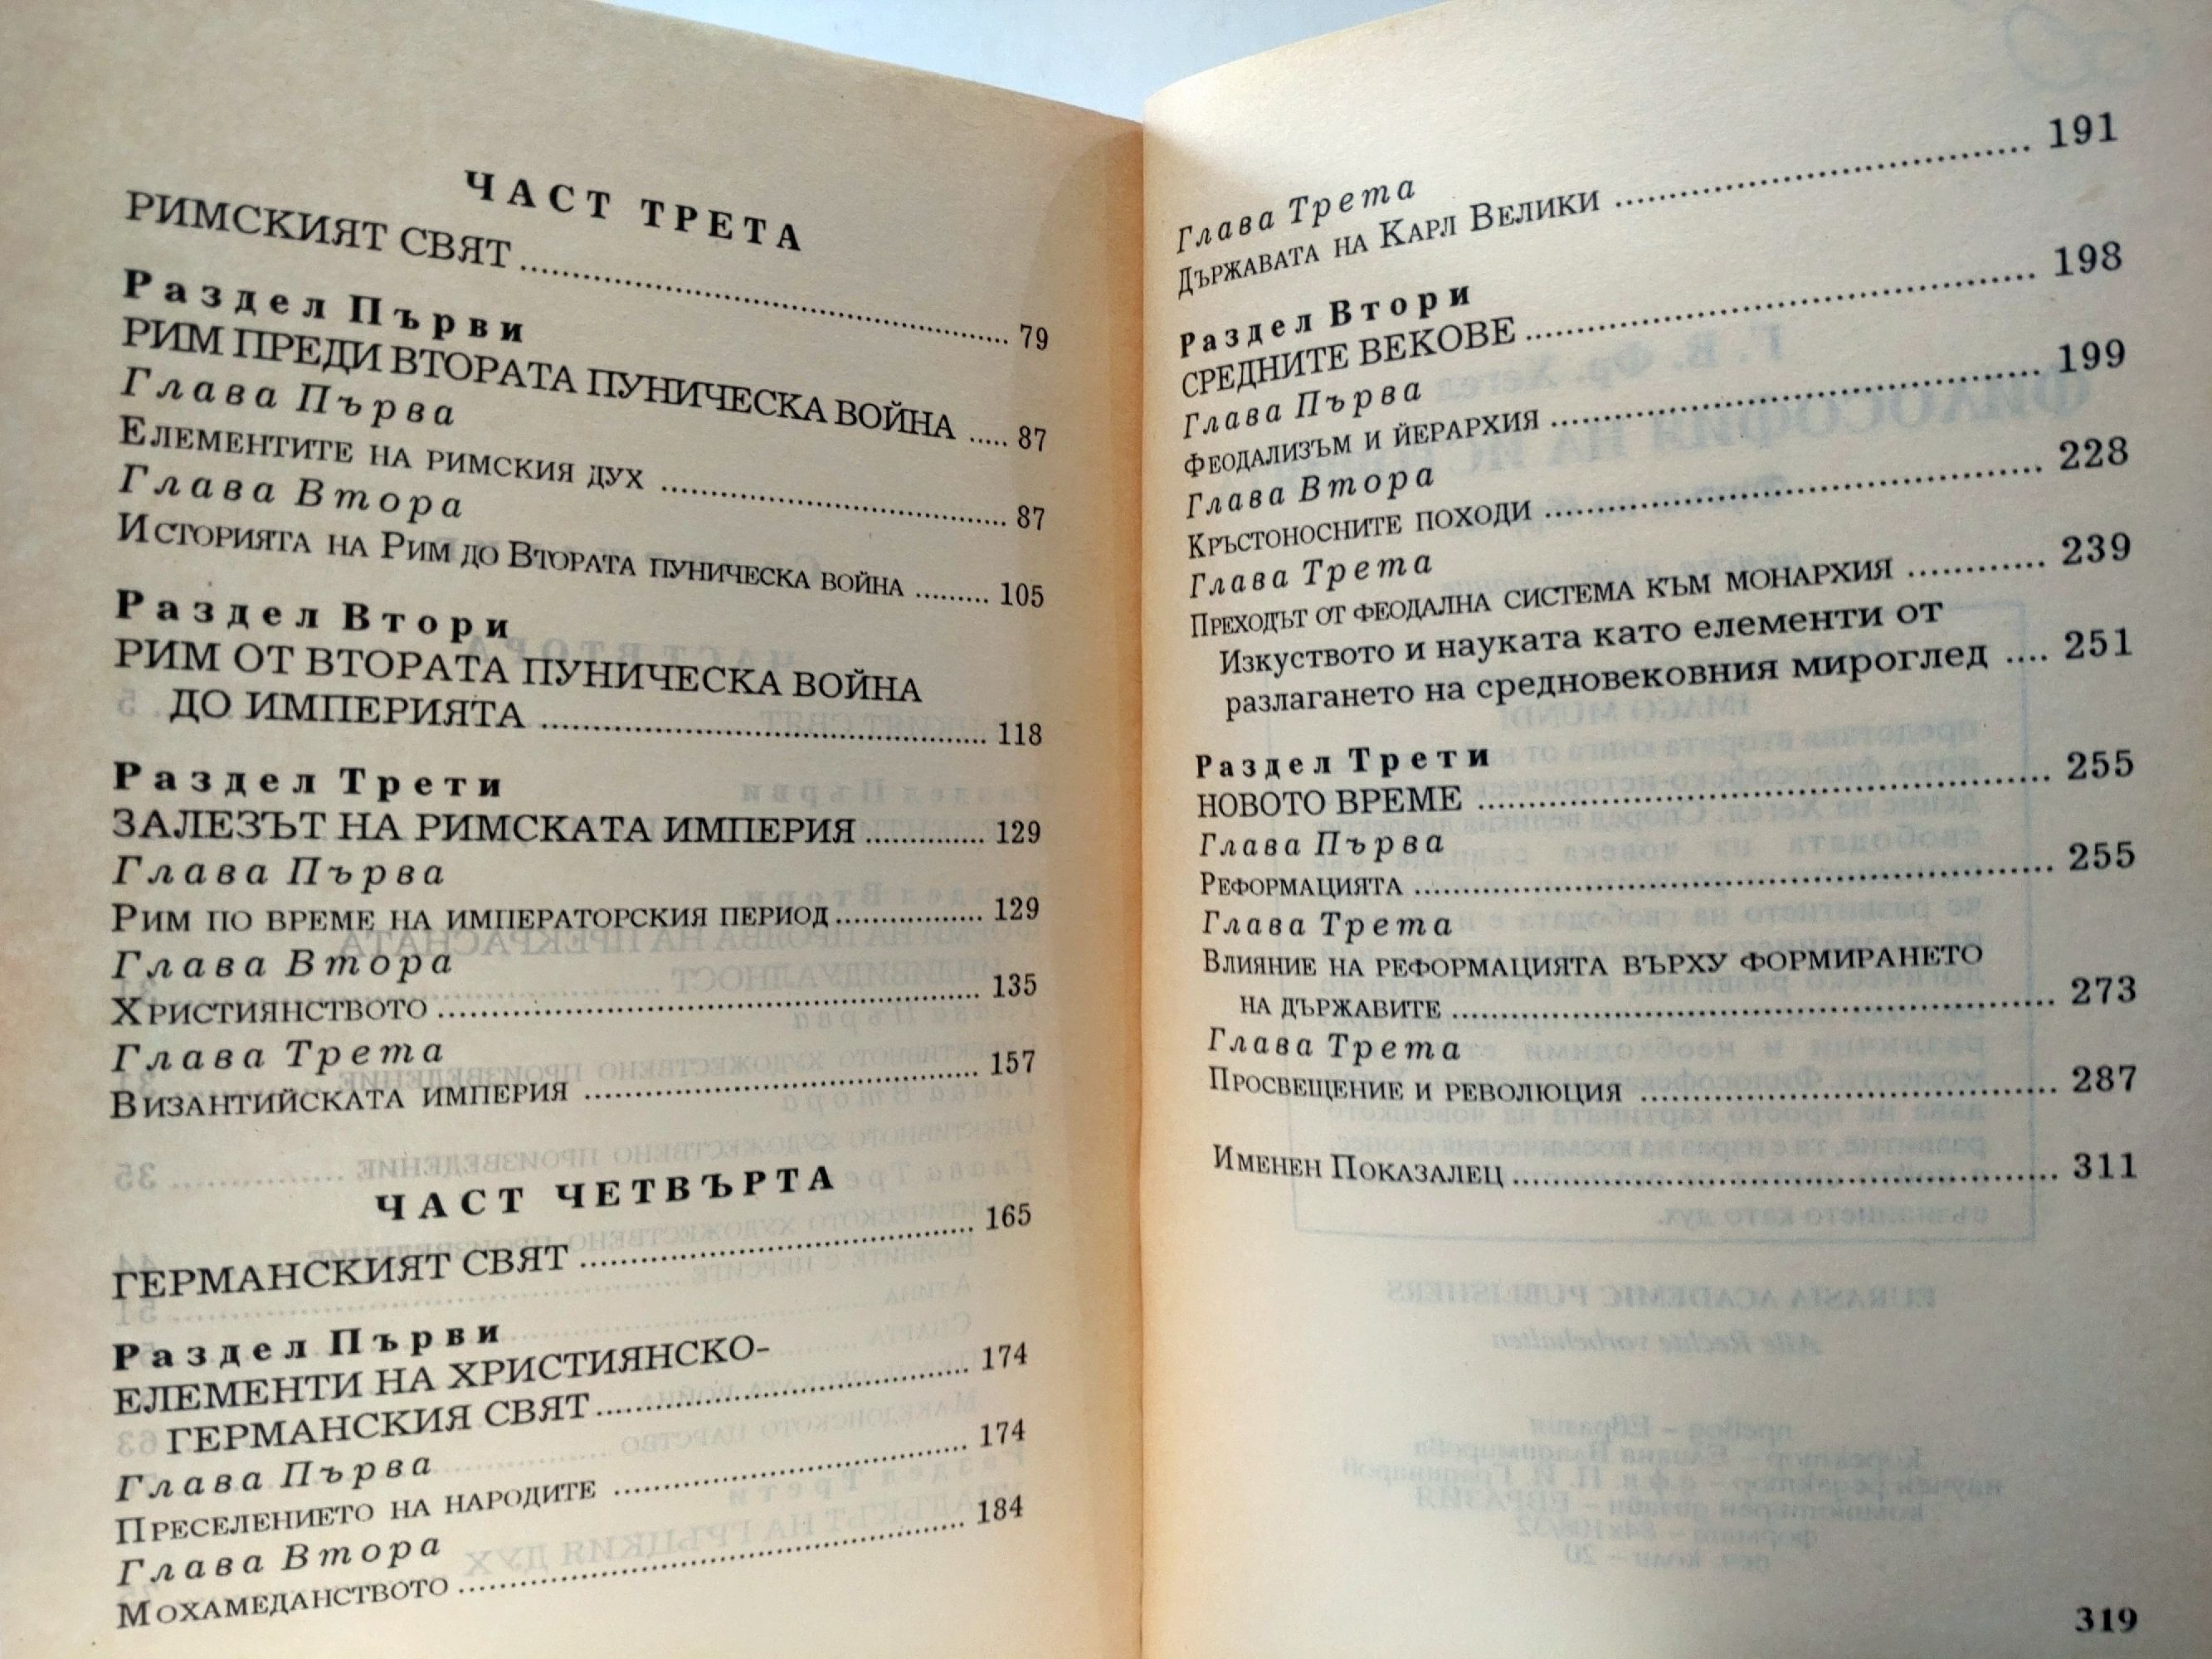 ЧАСТ ТРЕТА
РИМСКИЯТ СВЯТ ........ 79
Раздел Първи
РИМ ПРЕДИ ВТОРАТА ПУНИЧЕСКА ВОЙНА ..... 87
Глава Първа
Елементите на римския дух ........ 87
Глава Втора
Историята на Рим до Втората пуническа война ......... 105
Раздел Втори
РИМ ОТ ВТОРАТА ПУНИЧЕСКА ВОЙНА
ДО ИМПЕРИЯТА ........ 118
Раздел Трети
ЗАЛЕЗЪТ НА РИМСКАТА ИМПЕРИЯ ........ 129
Глава Първа
Рим по време на императорския период ........ 129
Глава Втора
Християнството ........ 135
Глава Трета
Византийската империя ........ 157
ЧАСТ ЧЕТВЪРТА
ГЕРМАНСКИЯТ СВЯТ ........ 165
Раздел Първи
ЕЛЕМЕНТИ НА ХРИСТИЯНСКО-
ГЕРМАНСКИЯ СВЯТ ........ 174
Глава Първа
Преселението на народите ........ 174
Глава Втора
Мохамеданството ........ 184
Глава Трета
Държавата на Карл Велики ........ 191
Раздел Втори
СРЕДНИТЕ ВЕКОВЕ ........ 198
Глава Първа
Феодализъм и йерархия ........ 199
Глава Втора
Кръстоносните походи ........ 228
Глава Трета
Преходът от феодална система към монархия ........ 239
Изкуството и науката като елементи от
разлагането на средновековния мироглед .... 251
Раздел Трети
НОВОТО ВРЕМЕ ........ 255
Глава Първа
Реформацията ........ 255
Глава Трета
Влияние на реформацията върху формирането
на държавите ........ 273
Глава Трета
Просвещение и революция ........ 287
Именен Показалец ........ 311
319